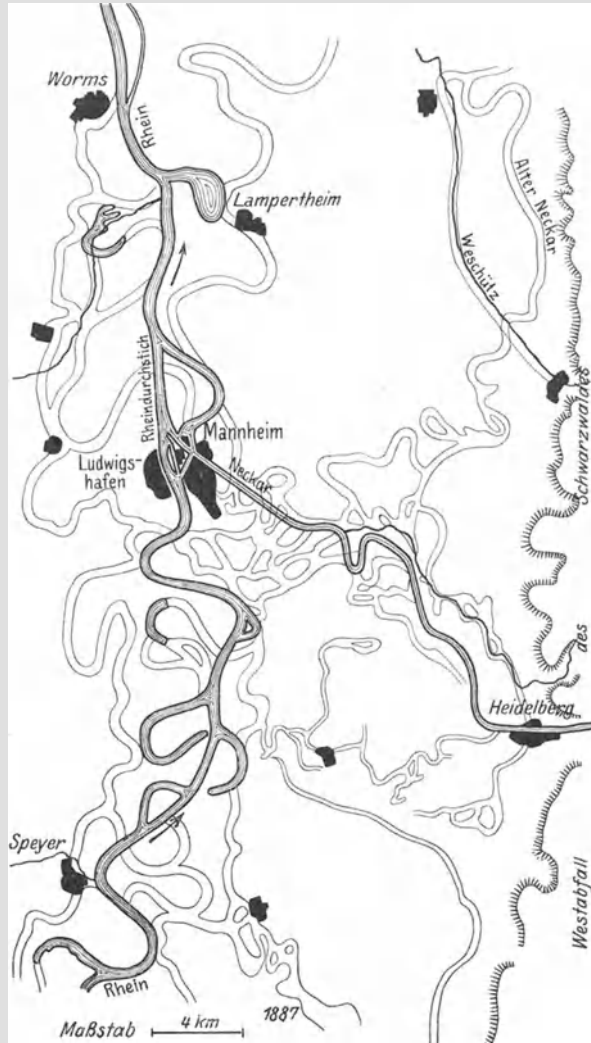 Worms
Rhein
Lampertheim
Alter Neckar
Weschütz
Rheindurchstich
Mannheim
Ludwigs-
hafen
Neckar
Heidelberg
Speyer
Rhein
Westabfall
des
Schwarzwaldes
Maßstab
4 km
1887